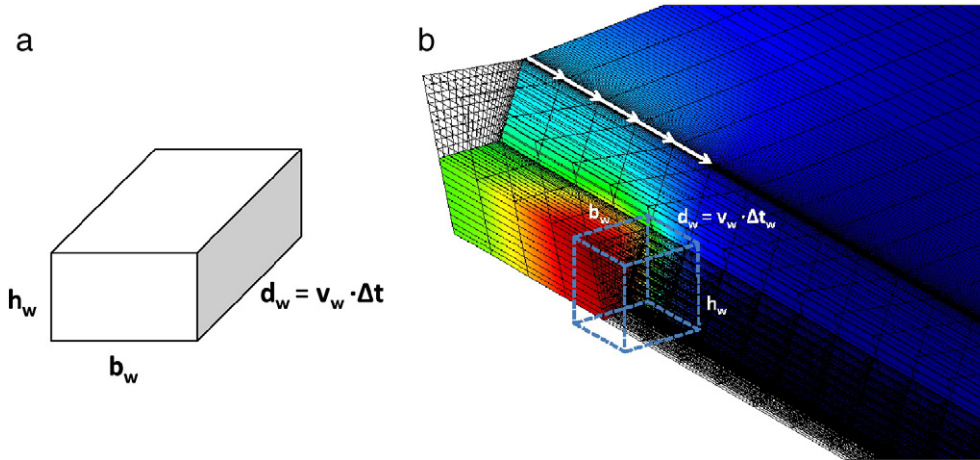 a
h_w
b_w
d_w = v_w · Δt
b
b_w
d_w = v_w · Δt_w
h_w